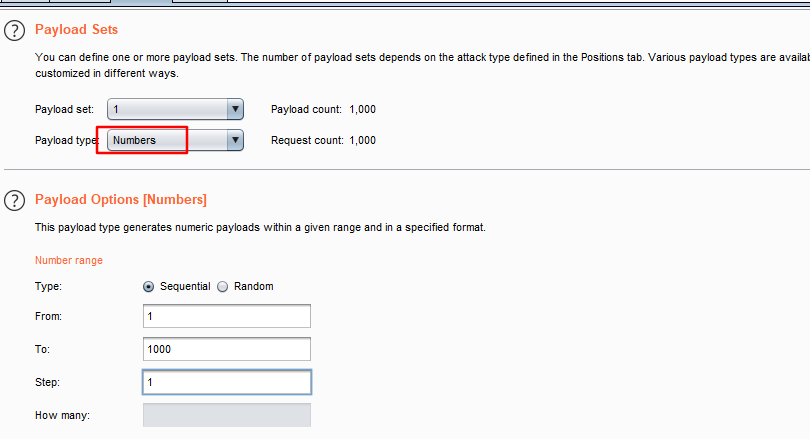 Payload Sets
You can define one or more payload sets. The number of payload sets depends on the attack type defined in the Positions tab. Various payload types are
customized in different ways.
Payload set: 1 Payload count: 1,000
Payload type: Numbers Request count: 1,000
Payload Options [Numbers]
This payload type generates numeric payloads within a given range and in a specified format.
Number range
Type: Sequential Random
From: 1
To: 1000
Step: 1
How many: